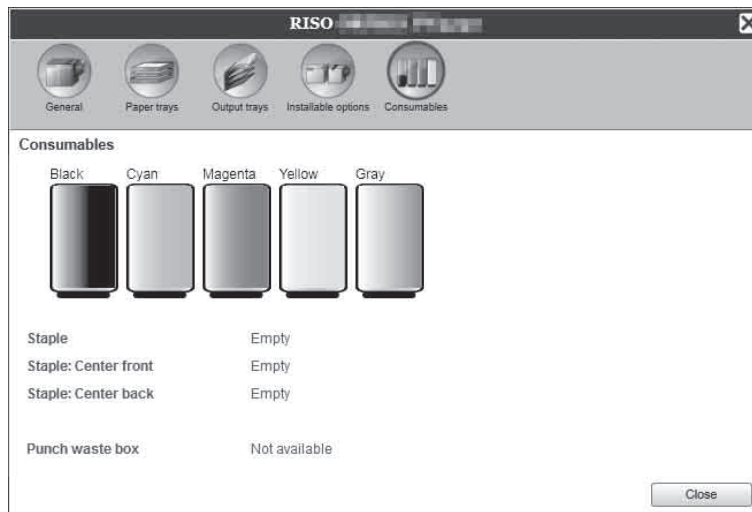 RISO
General Paper trays Output trays Installable options Consumables
Consumables
Black Cyan Magenta Yellow Gray
Staple Empty
Staple: Center front Empty
Staple: Center back Empty
Punch waste box Not available
Close